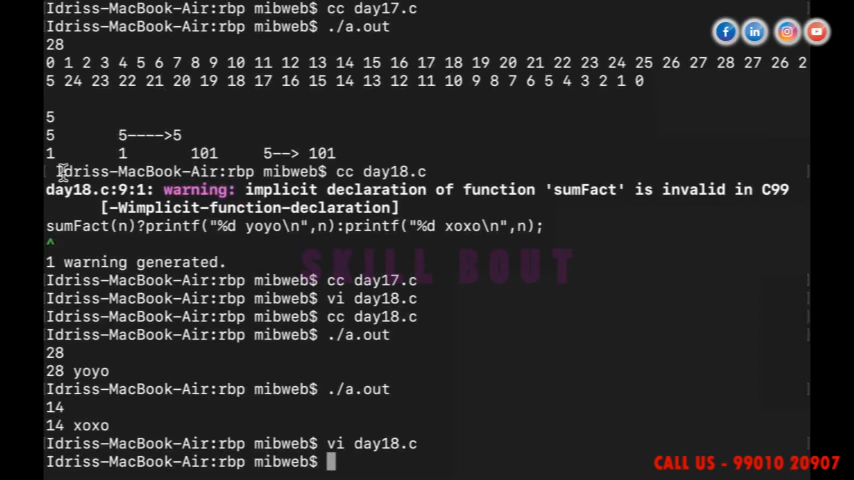 Idriss-MacBook-Air:rbp mibweb$ cc day17.c
Idriss-MacBook-Air:rbp mibweb$ ./a.out
28
0 1 2 3 4 5 6 7 8 9 10 11 12 13 14 15 16 17 18 19 20 21 22 23 24 25 26 27 28 27 26 2
5 24 23 22 21 20 19 18 17 16 15 14 13 12 11 10 9 8 7 6 5 4 3 2 1 0
5
5 5---->5
1 1 101 5--> 101
Idriss-MacBook-Air:rbp mibweb$ cc day18.c
day18.c:9:1: warning: implicit declaration of function 'sumFact' is invalid in C99
[-Wimplicit-function-declaration]
sumFact(n)?printf("%d yoyo\n",n):printf("%d xoxo\n",n);
^
1 warning generated.
SKILL BOUT
Idriss-MacBook-Air:rbp mibweb$ cc day17.c
Idriss-MacBook-Air:rbp mibweb$ vi day18.c
Idriss-MacBook-Air:rbp mibweb$ cc day18.c
Idriss-MacBook-Air:rbp mibweb$ ./a.out
28
28 yoyo
Idriss-MacBook-Air:rbp mibweb$ ./a.out
14
14 xoxo
Idriss-MacBook-Air:rbp mibweb$ vi day18.c
Idriss-MacBook-Air:rbp mibweb$
CALL US - 99010 20907